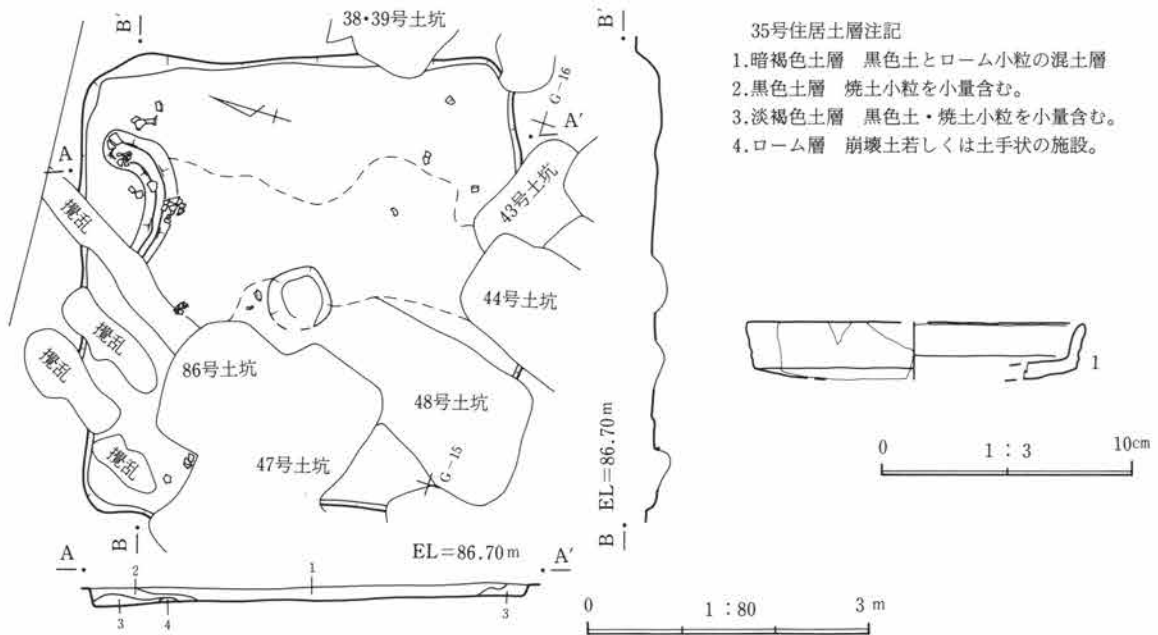 38・39号土坑
B'
G-16
A'
A
攪乱
43号土坑
44号土坑
攪乱
攪乱
86号土坑
48号土坑
攪乱
47号土坑
G-15
B
A
EL=86.70m
A'
2
1
3
4
3
B'
EL=86.70m
B
35号住居土層注記
1.暗褐色土層　黒色土とローム小粒の混土層
2.黒色土層　焼土小粒を小量含む。
3.淡褐色土層　黒色土・焼土小粒を小量含む。
4.ローム層　崩壊土若しくは土手状の施設。
1
0　1：3　10cm
0　1：80　3 m